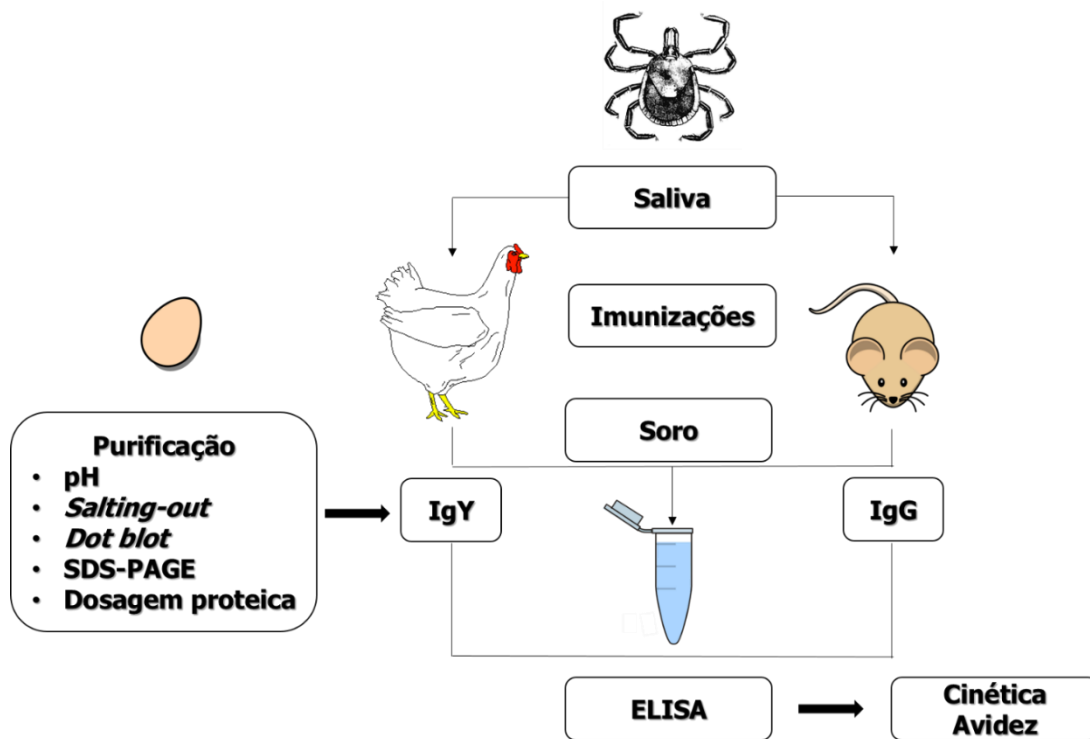 Saliva
Imunizações
Soro
Purificação
• pH
• Salting-out
• Dot blot
• SDS-PAGE
• Dosagem proteica
IgY
IgG
ELISA
Cinética
Avidez